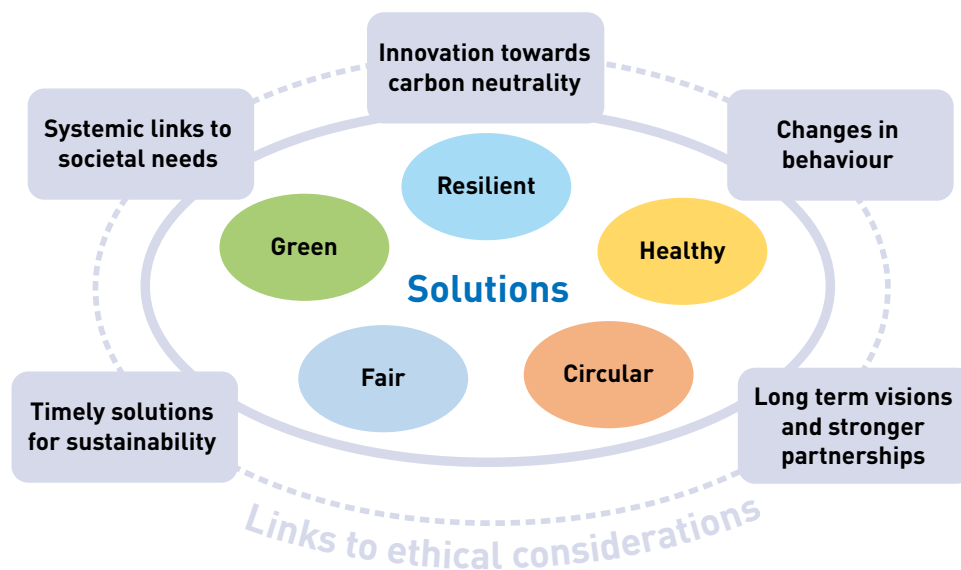 Innovation towards
carbon neutrality
Systemic links to
societal needs
Changes in
behaviour
Resilient
Green
Healthy
Solutions
Fair
Circular
Timely solutions
for sustainability
Long term visions
and stronger
partnerships
Links to ethical considerations